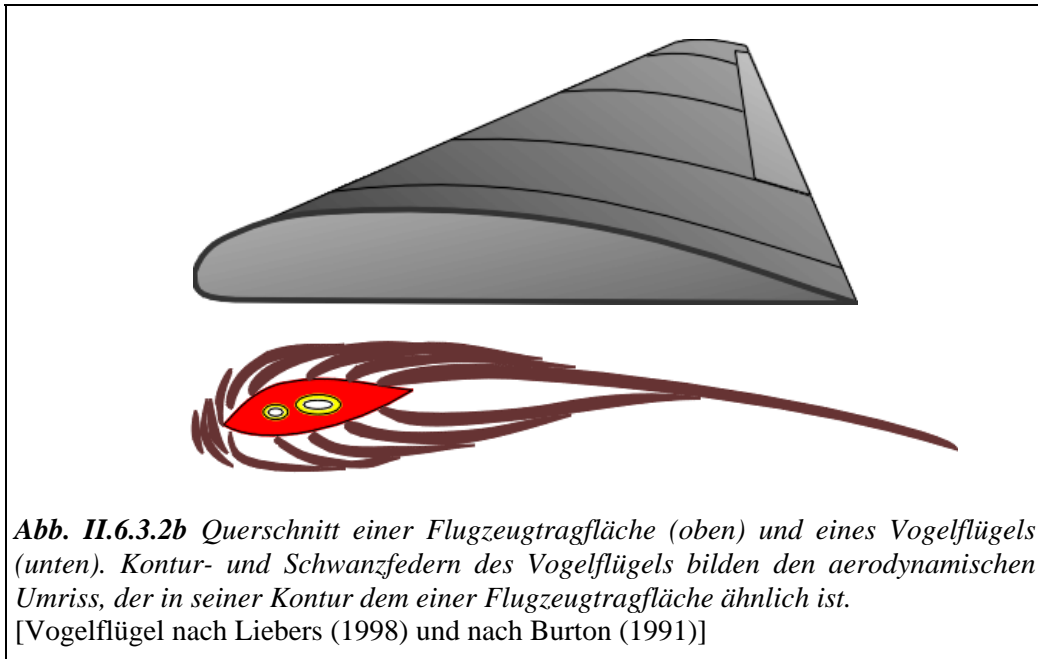 Abb. II.6.3.2b Querschnitt einer Flugzeugtragfläche (oben) und eines Vogelflügels
(unten). Kontur- und Schwanzfedern des Vogelflügels bilden den aerodynamischen
Umriss, der in seiner Kontur dem einer Flugzeugtragfläche ähnlich ist.
[Vogelflügel nach Liebers (1998) und nach Burton (1991)]